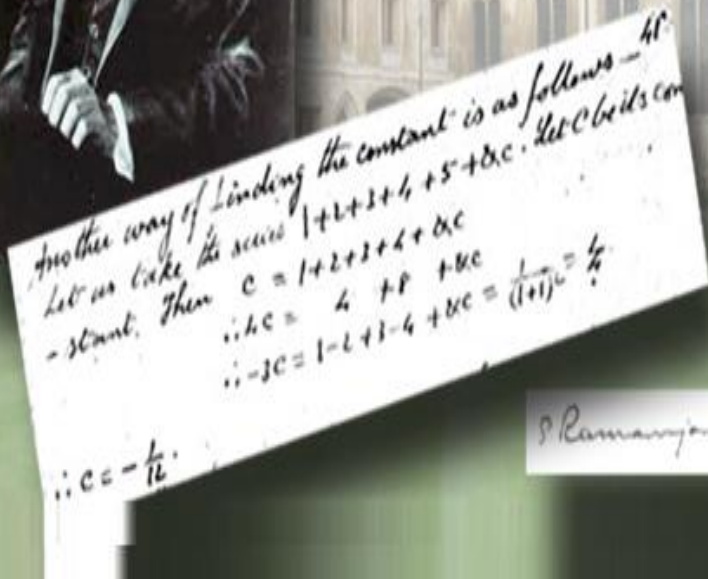 Another way of finding the constant is as follows — 41.
Let us take the series 1+2+3+4+5+&c. Let C be its con
-stant. Then C = 1+2+3+4+&c
∴ 4C = 4 +8 +&c
∴ -3C = 1-2+3-4+&c = 1/(1+1)² = 1/4
∴ C = -1/12.
S. Ramanujan